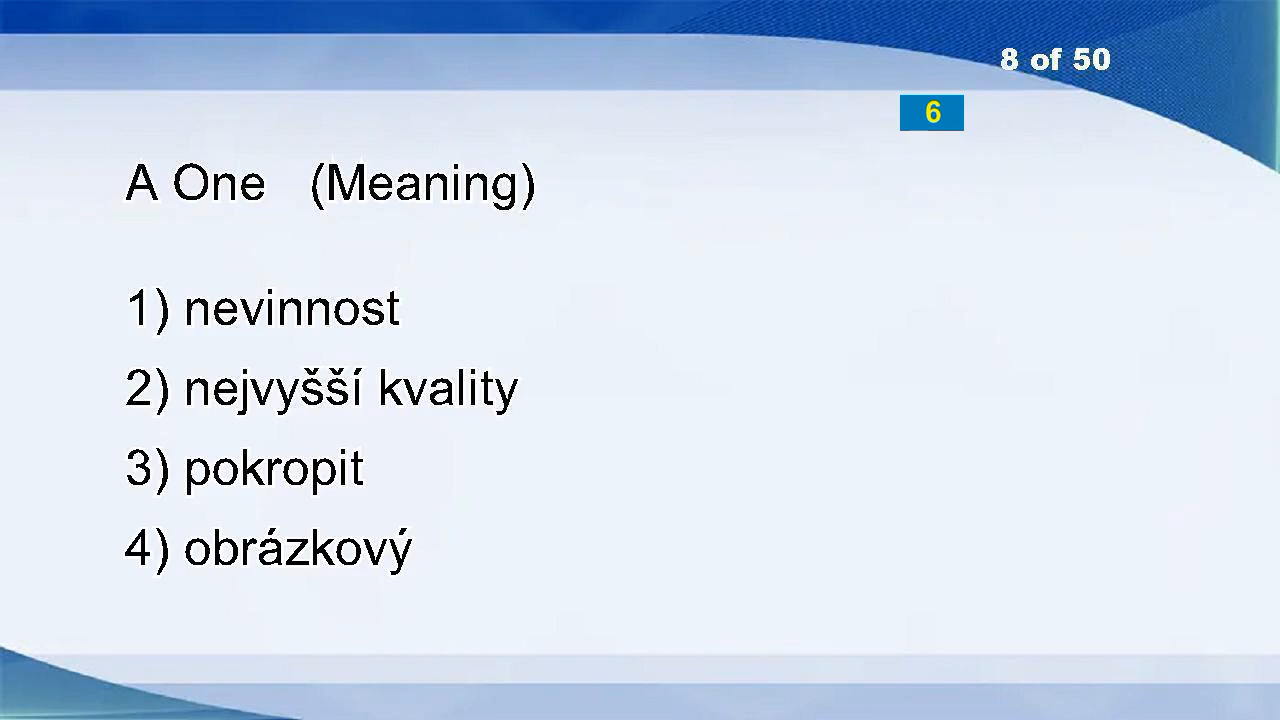 8 of 50
6
A One (Meaning)
1) nevinnost
2) nejvyšší kvality
3) pokropit
4) obrázkový